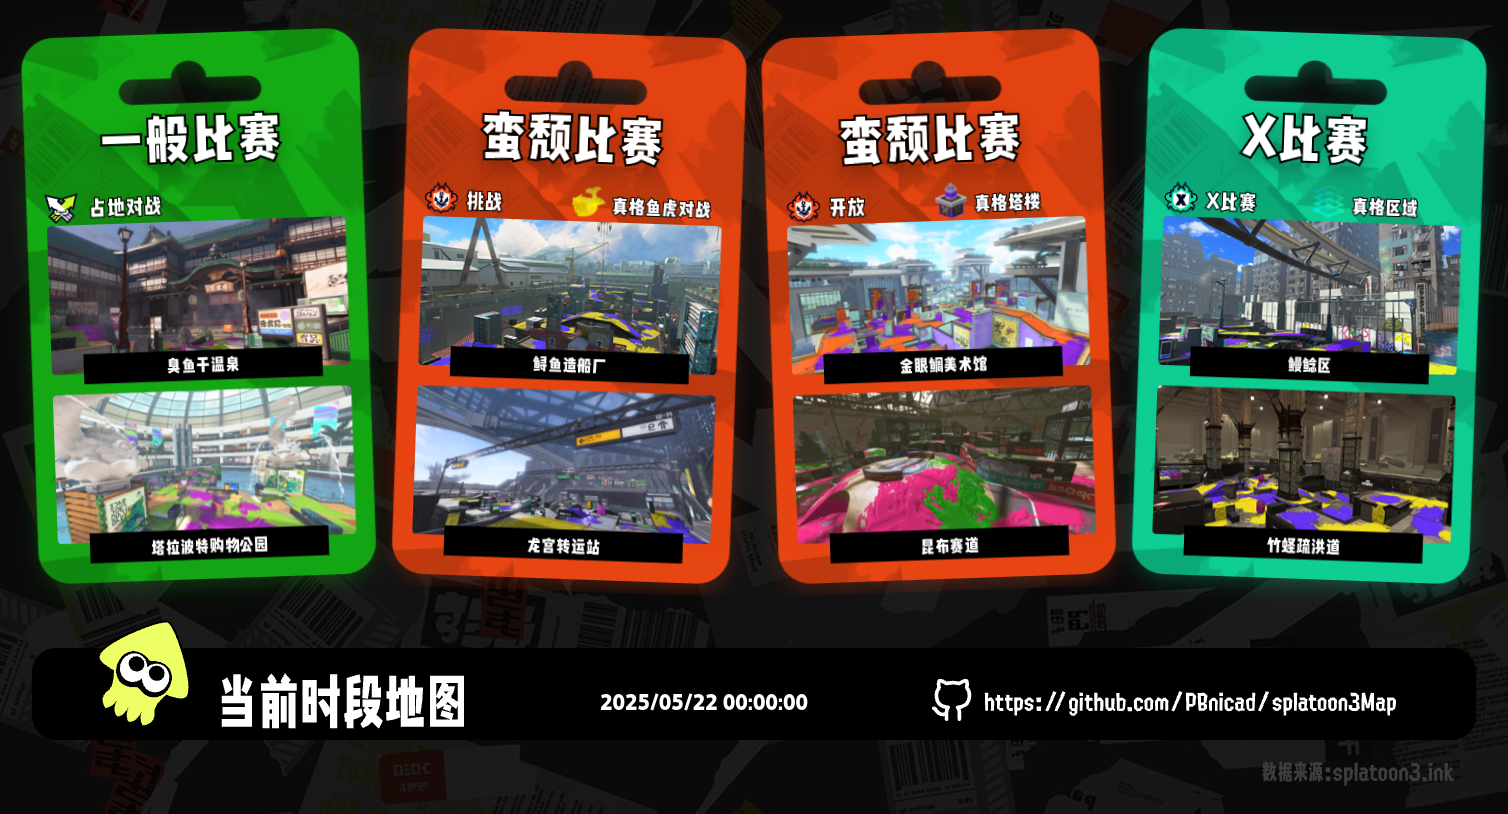 一般比赛
占地对战
臭鱼干温泉
塔拉波特购物公园
蛮颓比赛
挑战
真格鱼虎对战
鲟鱼造船厂
龙宫转运站
蛮颓比赛
开放
真格塔楼
金眼鲷美术馆
昆布赛道
X比赛
X比赛
真格区域
鳗鲶区
竹蛏疏洪道
当前时段地图
2025/05/22 00:00:00
https://github.com/PBnicad/splatoon3Map
数据来源:splatoon3.ink